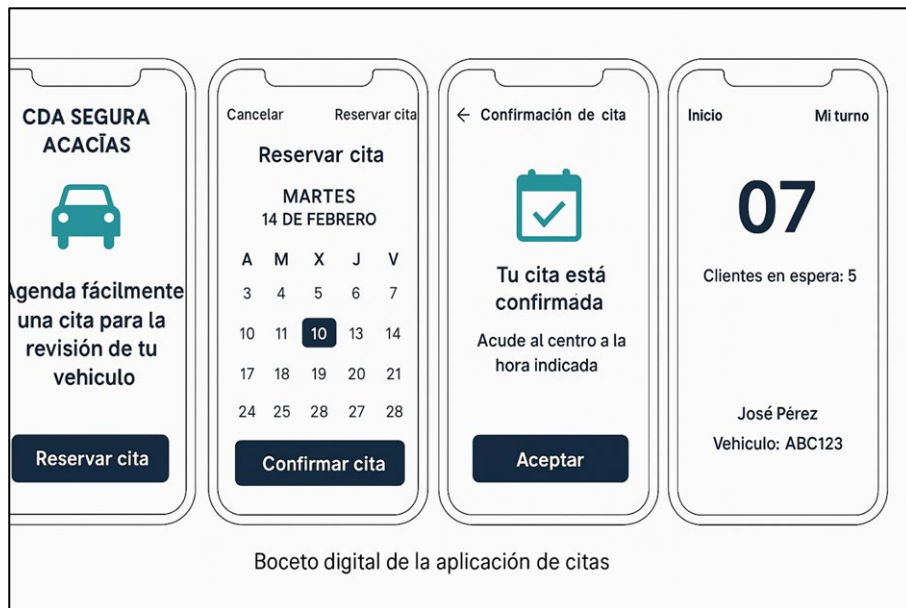 CDA SEGURA
ACACĪAS
Agenda fácilmente
una cita para la
revisión de tu
vehiculo
Reservar cita
Cancelar Reservar cita
Reservar cita
MARTES
14 DE FEBRERO
A M X J V
3 4 5 6 7
10 11 10 13 14
17 18 19 20 21
24 25 28 27 28
Confirmar cita
← Confirmación de cita
Tu cita está
confirmada
Acude al centro a la
hora indicada
Aceptar
Inicio Mi turno
07
Clientes en espera: 5
José Pérez
Vehiculo: ABC123
Boceto digital de la aplicación de citas